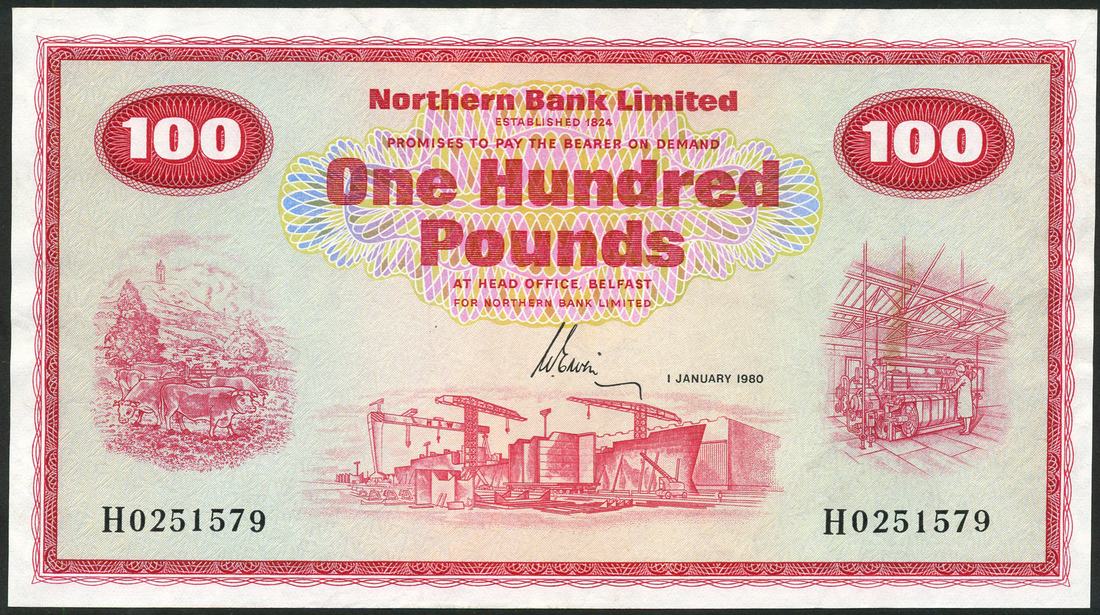 Northern Bank Limited
ESTABLISHED 1824
PROMISES TO PAY THE BEARER ON DEMAND
100
100
One Hundred
Pounds
AT HEAD OFFICE, BELFAST
FOR NORTHERN BANK LIMITED
1 JANUARY 1980
H0251579
H0251579